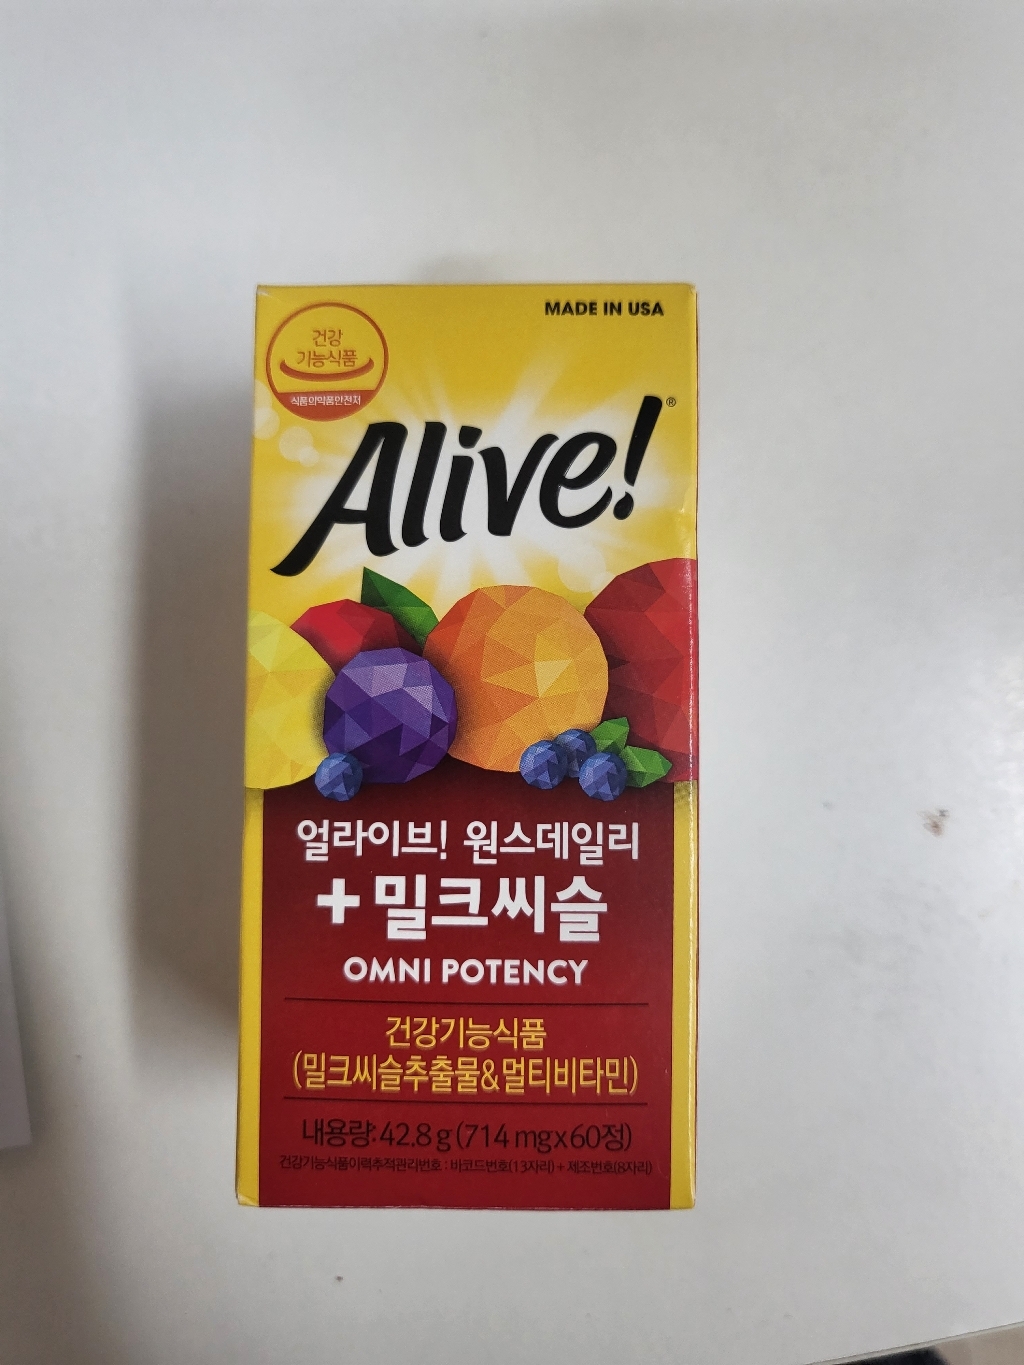 MADE IN USA
건강
기능식품
식품의약품안전처
Alive!®
얼라이브! 원스데일리
+밀크씨슬
OMNI POTENCY
건강기능식품
(밀크씨슬추출물&멀티비타민)
내용량: 42.8 g (714 mg x 60정)
건강기능식품이력추적관리번호 : 바코드번호(13자리) + 제조번호(8자리)